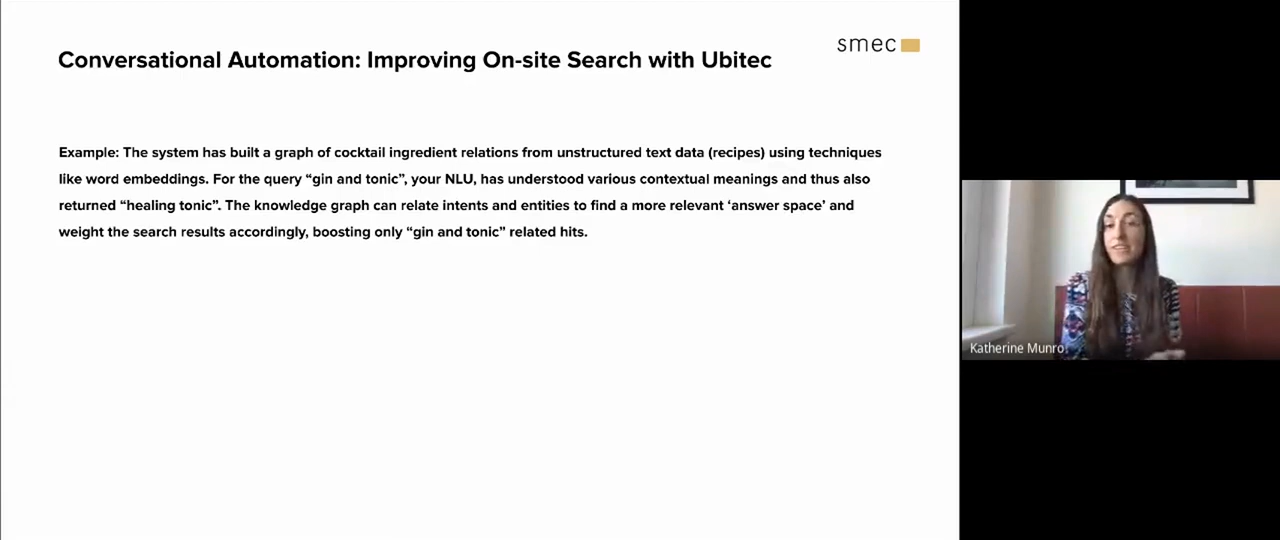 smec
Conversational Automation: Improving On-site Search with Ubitec
Example: The system has built a graph of cocktail ingredient relations from unstructured text data (recipes) using techniques
like word embeddings. For the query “gin and tonic”, your NLU, has understood various contextual meanings and thus also
returned “healing tonic”. The knowledge graph can relate intents and entities to find a more relevant ‘answer space’ and
weight the search results accordingly, boosting only “gin and tonic” related hits.
Katherine Munro